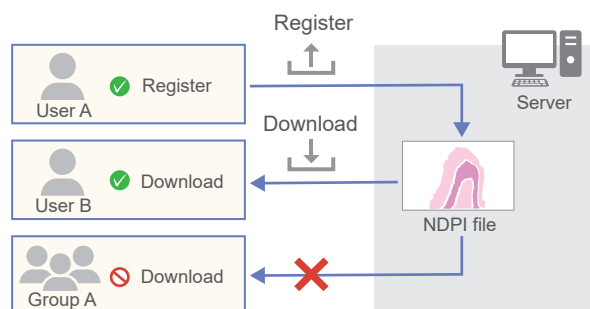 Register
Server
Register
User A
Download
Download
User B
NDPI file
Download
Group A